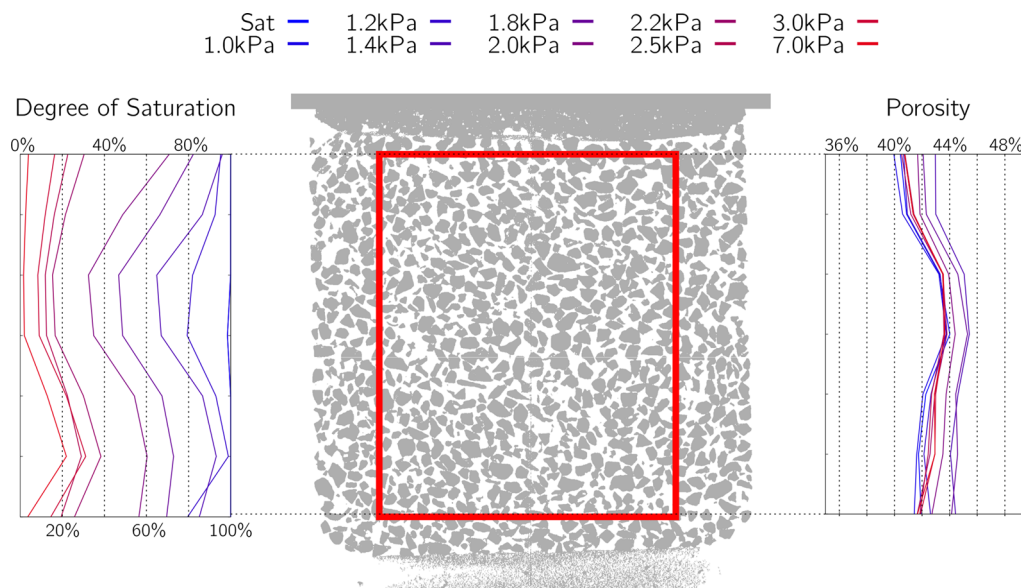 Sat 1.2kPa 1.8kPa 2.2kPa 3.0kPa
1.0kPa 1.4kPa 2.0kPa 2.5kPa 7.0kPa
Degree of Saturation
0% 40% 80%
20% 60% 100%
Porosity
36% 40% 44% 48%